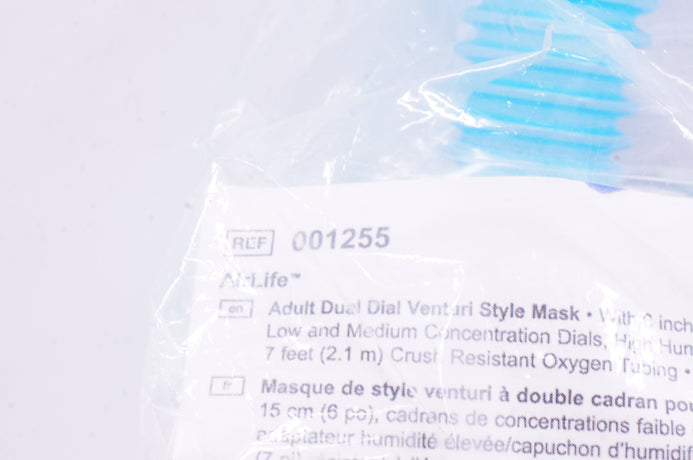 REF 001255
AirLife™
en Adult Dual Dial Venturi Style Mask • With 6 inch
Low and Medium Concentration Dials, High Hum
7 feet (2.1 m) Crush Resistant Oxygen Tubing •
fr Masque de style venturi à double cadran pou
15 cm (6 po), cadrans de concentrations faible
adaptateur humidité élevée/capuchon d'humidif
(7 pi),